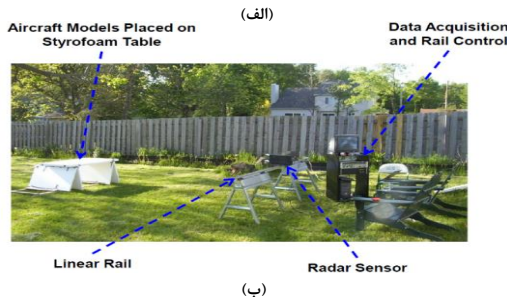 (الف)
Aircraft Models Placed on
Styrofoam Table
Data Acquisition
and Rail Control
Linear Rail
Radar Sensor
(ب)